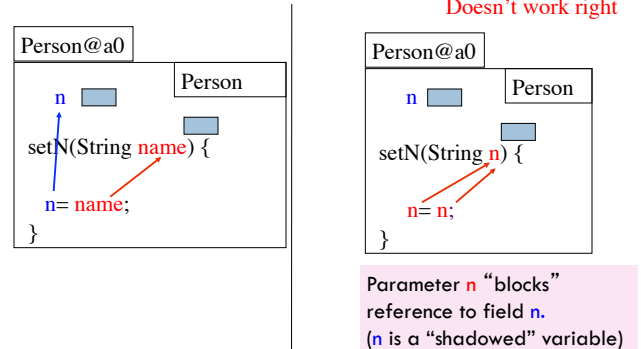 Person@a0
Person
n
setN(String name) {
n= name;
}
Doesn't work right
Person@a0
Person
n
setN(String n) {
n= n;
}
Parameter n “blocks”
reference to field n.
(n is a “shadowed” variable)